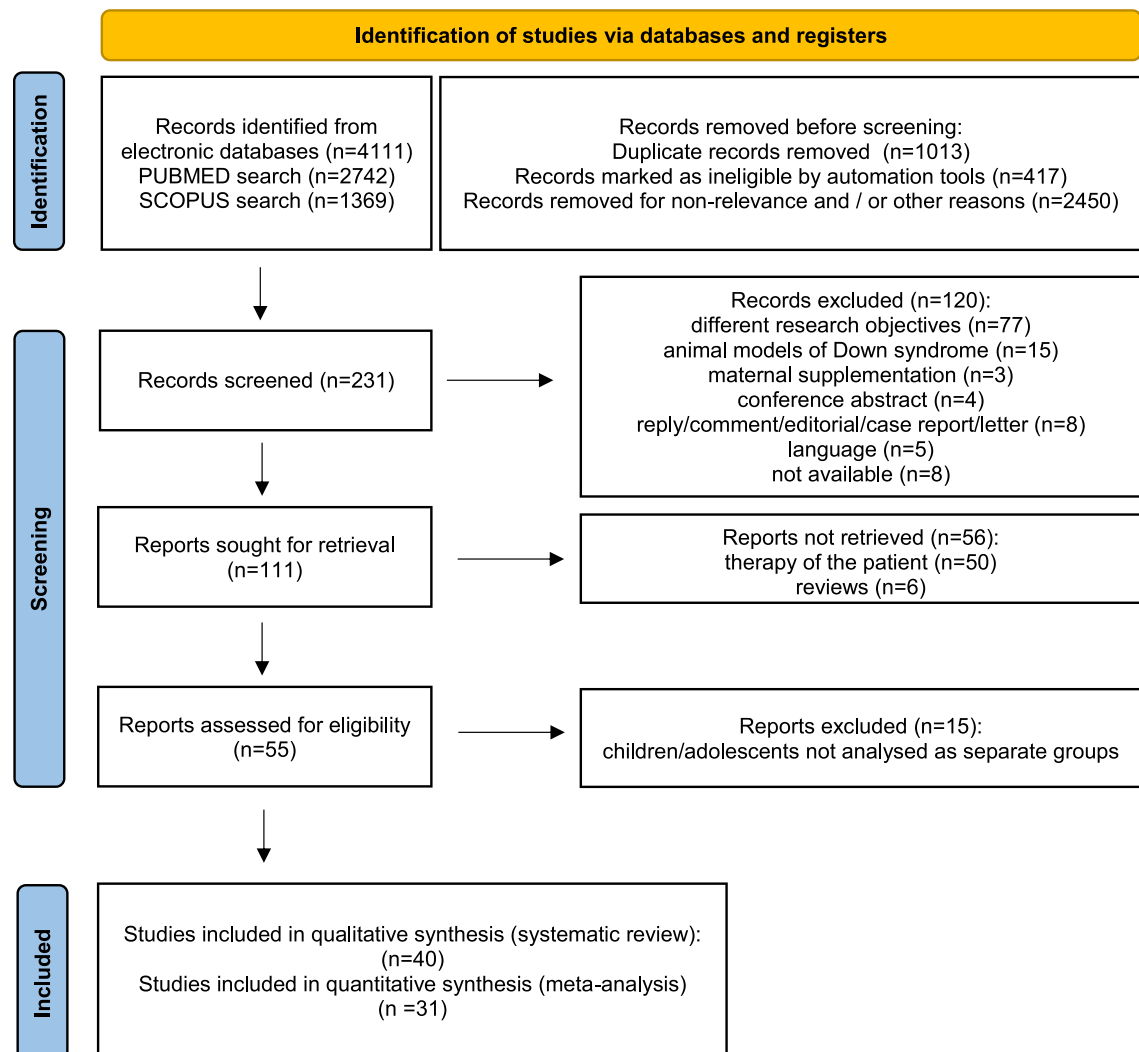 Identification of studies via databases and registers
Identification
Records identified from
electronic databases (n=4111)
PUBMED search (n=2742)
SCOPUS search (n=1369)
Records removed before screening:
Duplicate records removed  (n=1013)
Records marked as ineligible by automation tools (n=417)
Records removed for non-relevance and / or other reasons (n=2450)
Screening
Records screened (n=231)
Records excluded (n=120):
different research objectives (n=77)
animal models of Down syndrome (n=15)
maternal supplementation (n=3)
conference abstract (n=4)
reply/comment/editorial/case report/letter (n=8)
language (n=5)
not available (n=8)
Reports sought for retrieval
(n=111)
Reports not retrieved (n=56):
therapy of the patient (n=50)
reviews (n=6)
Reports assessed for eligibility
(n=55)
Reports excluded (n=15):
children/adolescents not analysed as separate groups
Included
Studies included in qualitative synthesis (systematic review):
(n=40)
Studies included in quantitative synthesis (meta-analysis)
(n =31)